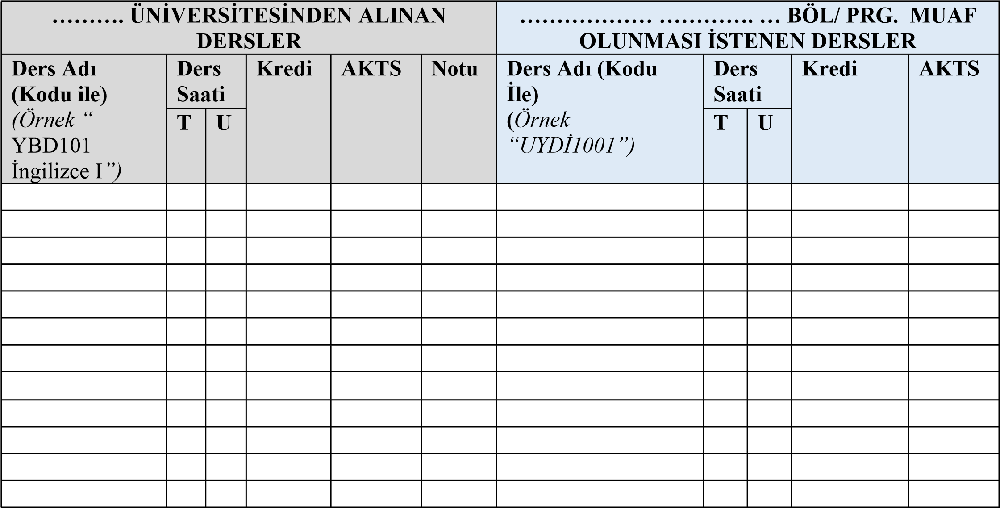 ………. ÜNİVERSİTESİNDEN ALINAN
DERSLER
………………… ………….. … BÖL/ PRG. MUAF
OLUNMASI İSTENEN DERSLER
Ders Adı
(Kodu ile)
(Örnek “
YBD101
İngilizce I”)
Ders
Saati
T U
Kredi
AKTS
Notu
Ders Adı (Kodu
İle)
(Örnek
“UYDİ1001”)
Ders
Saati
T U
Kredi
AKTS